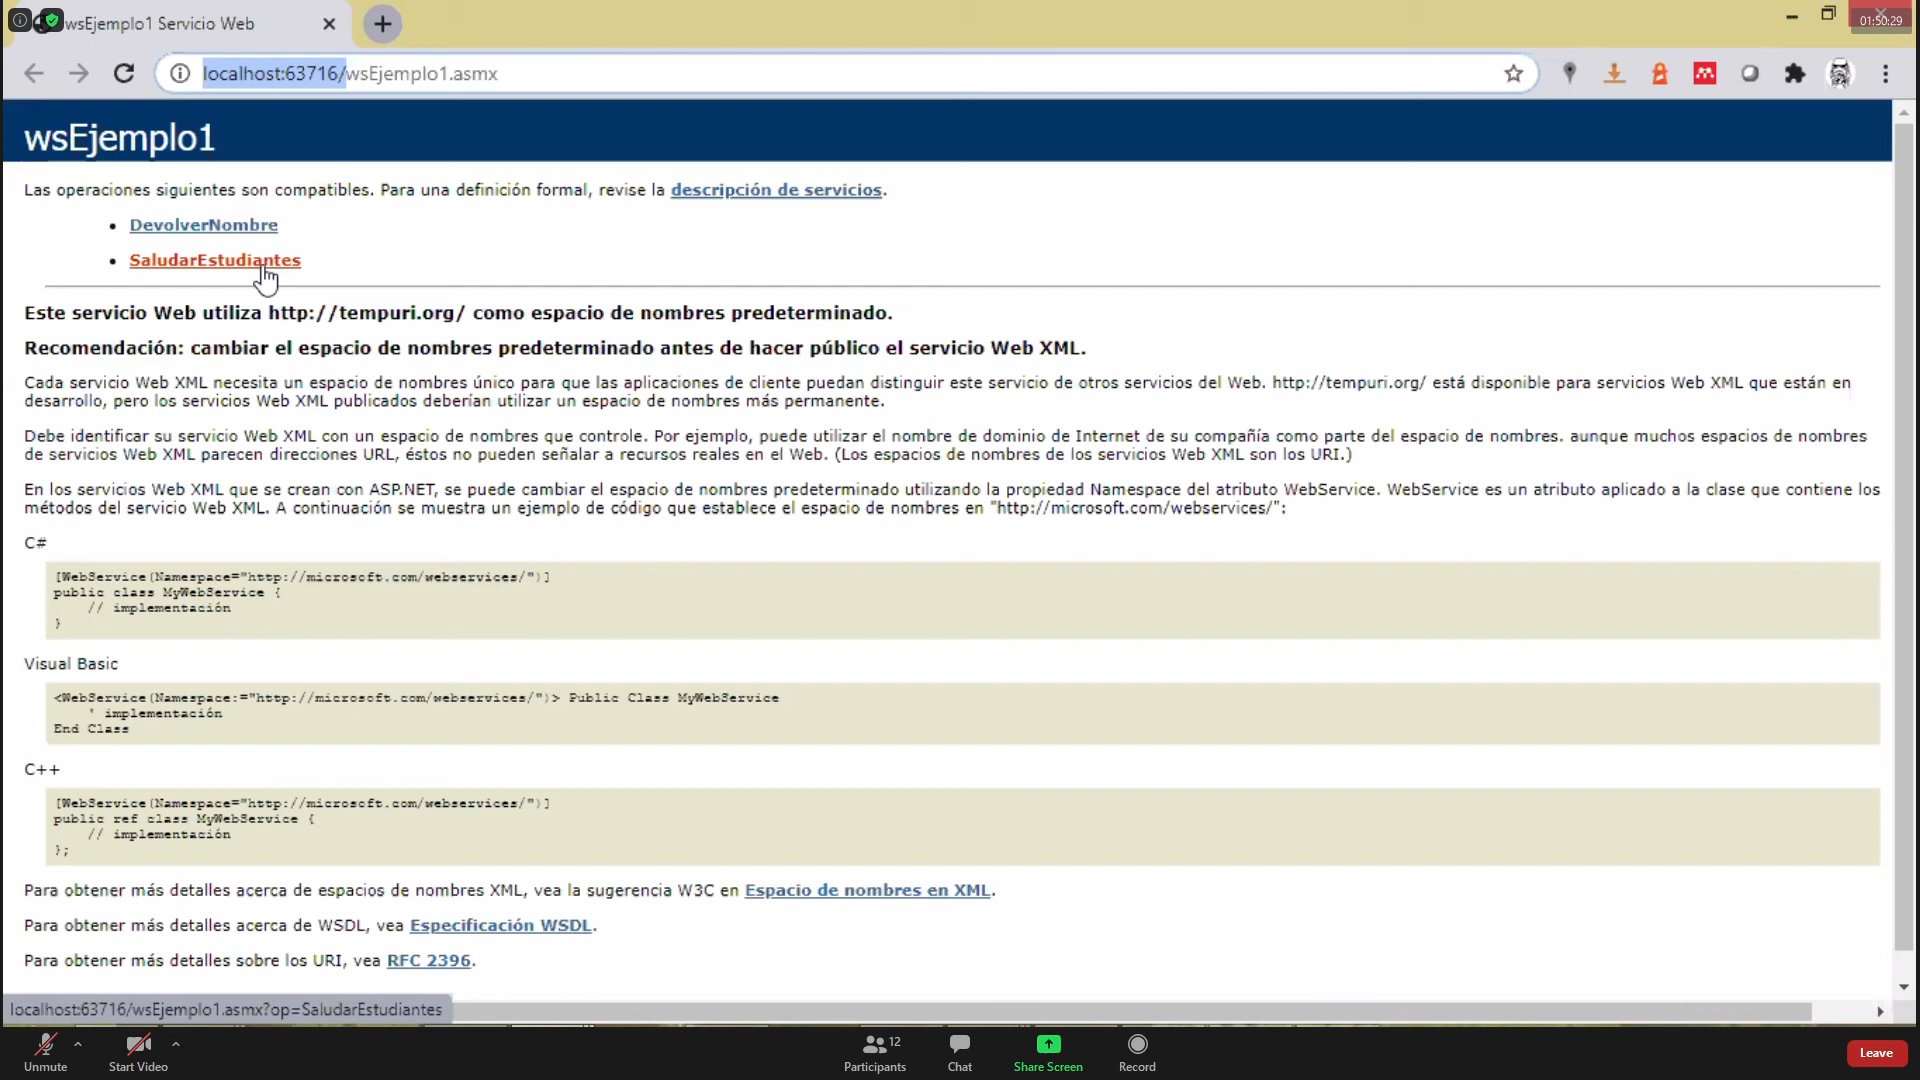 wsEjemplo1 Servicio Web
01:50:29
localhost:63716/wsEjemplo1.asmx
wsEjemplo1
Las operaciones siguientes son compatibles. Para una definición formal, revise la descripción de servicios.
• DevolverNombre
• SaludarEstudiantes
Este servicio Web utiliza http://tempuri.org/ como espacio de nombres predeterminado.
Recomendación: cambiar el espacio de nombres predeterminado antes de hacer público el servicio Web XML.
Cada servicio Web XML necesita un espacio de nombres único para que las aplicaciones de cliente puedan distinguir este servicio de otros servicios del Web. http://tempuri.org/ está disponible para servicios Web XML que están en
desarrollo, pero los servicios Web XML publicados deberían utilizar un espacio de nombres más permanente.
Debe identificar su servicio Web XML con un espacio de nombres que controle. Por ejemplo, puede utilizar el nombre de dominio de Internet de su compañía como parte del espacio de nombres. aunque muchos espacios de nombres
de servicios Web XML parecen direcciones URL, éstos no pueden señalar a recursos reales en el Web. (Los espacios de nombres de los servicios Web XML son los URI.)
En los servicios Web XML que se crean con ASP.NET, se puede cambiar el espacio de nombres predeterminado utilizando la propiedad Namespace del atributo WebService. WebService es un atributo aplicado a la clase que contiene los
métodos del servicio Web XML. A continuación se muestra un ejemplo de código que establece el espacio de nombres en "http://microsoft.com/webservices/":
C#
[WebService(Namespace="http://microsoft.com/webservices/")]
public class MyWebService {
// implementación
}
Visual Basic
<WebService(Namespace:="http://microsoft.com/webservices/")> Public Class MyWebService
' implementación
End Class
C++
[WebService(Namespace="http://microsoft.com/webservices/")]
public ref class MyWebService {
// implementación
};
Para obtener más detalles acerca de espacios de nombres XML, vea la sugerencia W3C en Espacio de nombres en XML.
Para obtener más detalles acerca de WSDL, vea Especificación WSDL.
Para obtener más detalles sobre los URI, vea RFC 2396.
localhost:63716/wsEjemplo1.asmx?op=SaludarEstudiantes
12
Unmute
Start Video
Participants
Chat
Share Screen
Record
Leave